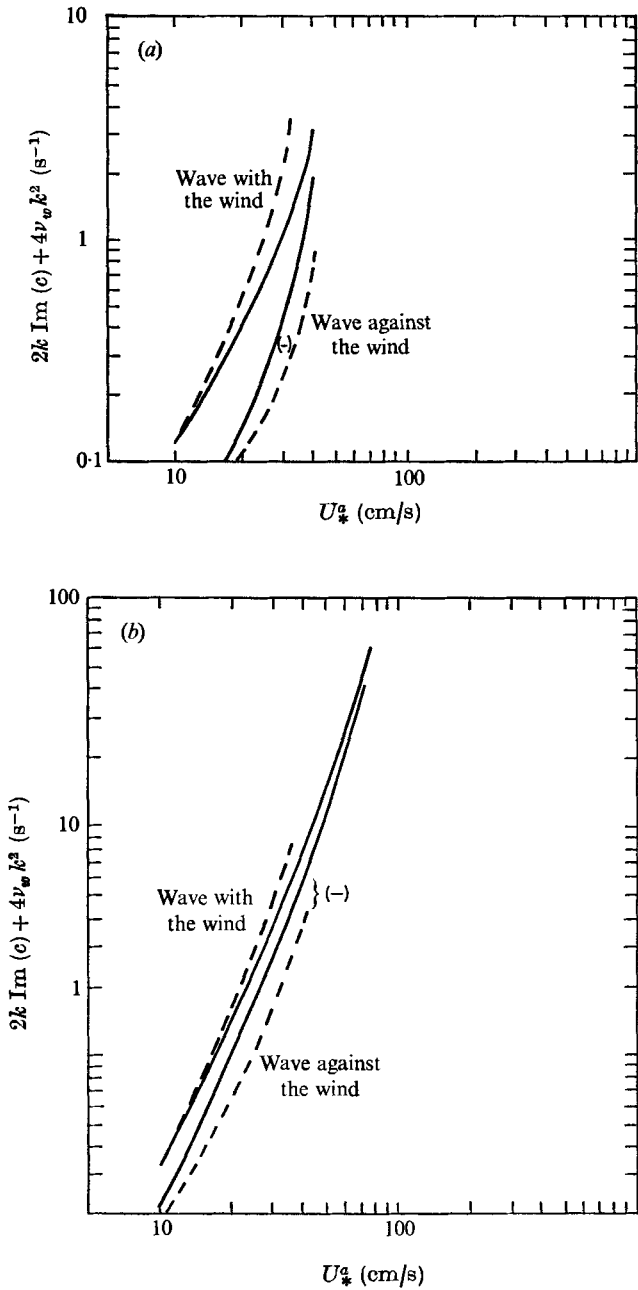 (a)
10
1
0·1
2k Im (c) + 4ν_w k² (s⁻¹)
Wave with
the wind
(-)
Wave against
the wind
10
100
U_*^a (cm/s)
(b)
100
10
1
2k Im (c) + 4ν_w k² (s⁻¹)
Wave with
the wind
} (–)
Wave against
the wind
10
100
U_*^a (cm/s)